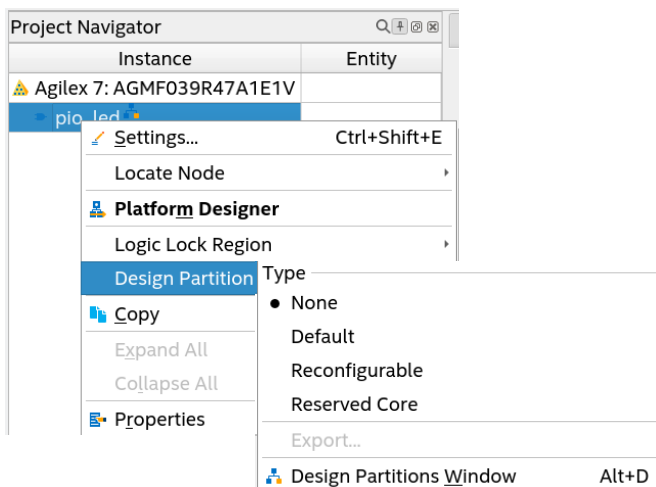 Project Navigator
Instance Entity
Agilex 7: AGMF039R47A1E1V
pio_led
Settings... Ctrl+Shift+E
Locate Node
Platform Designer
Logic Lock Region
Design Partition
Type
None
Copy
Default
Expand All
Reconfigurable
Collapse All
Reserved Core
Properties
Export...
Design Partitions Window Alt+D